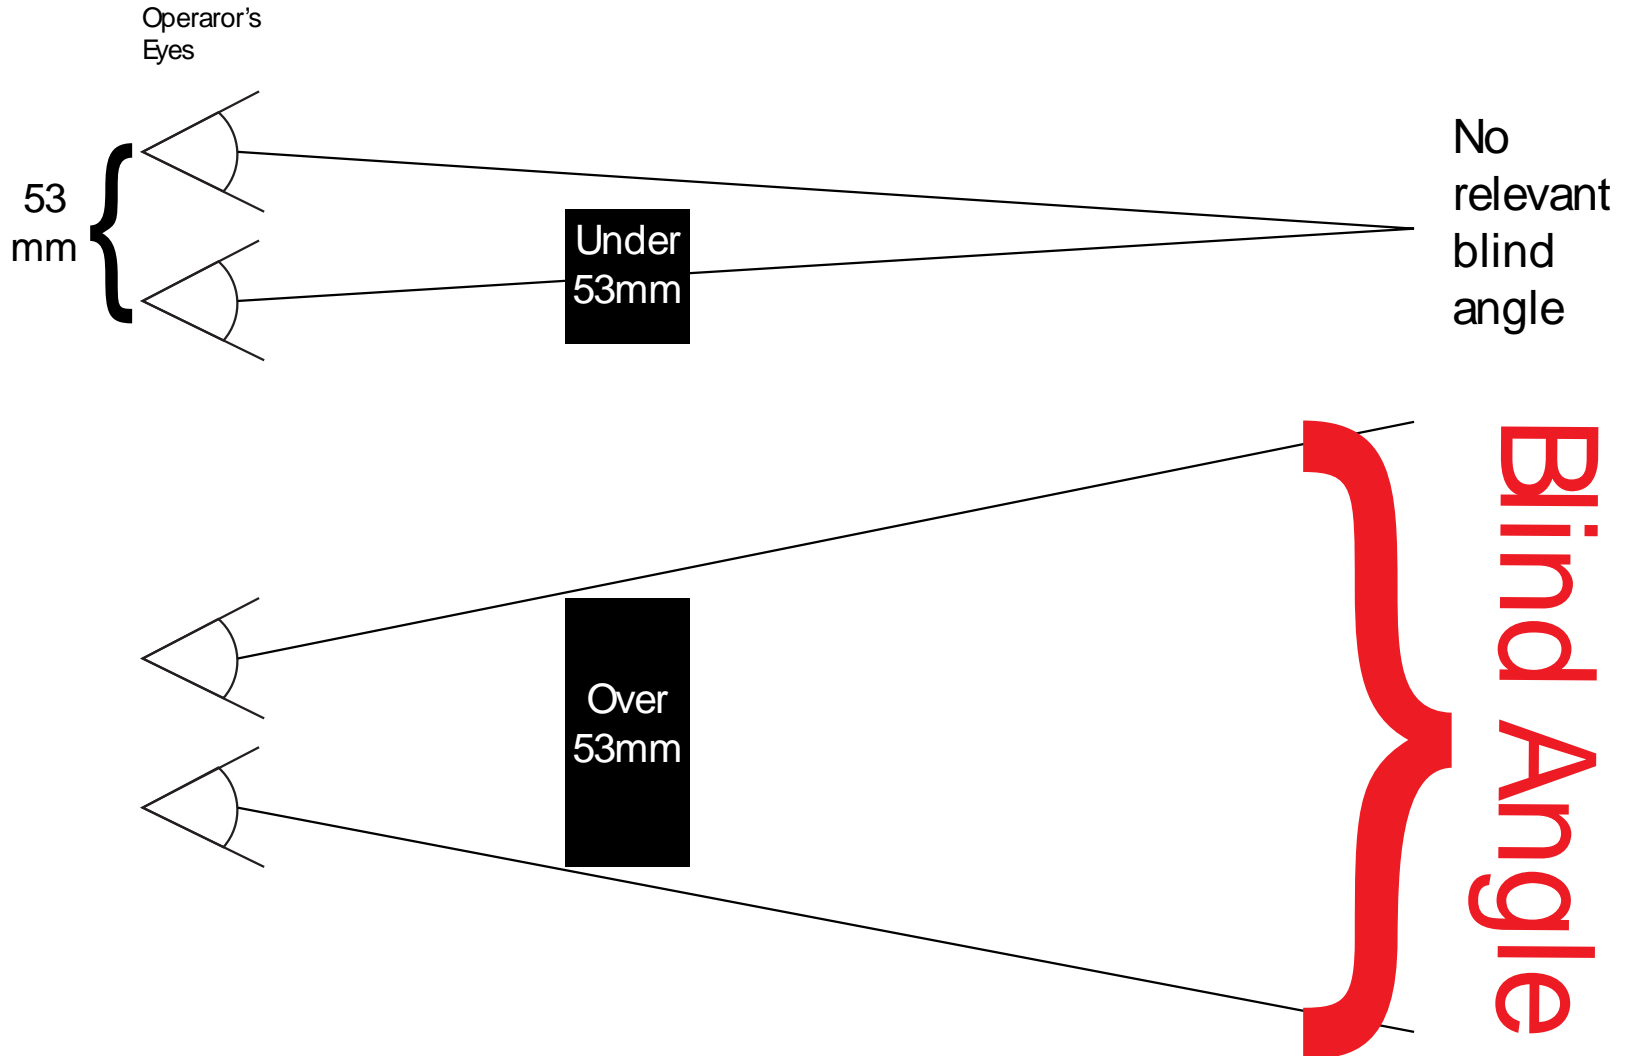 Operaror's
Eyes
53
mm
Under
53mm
No
relevant
blind
angle
Over
53mm
Blind Angle